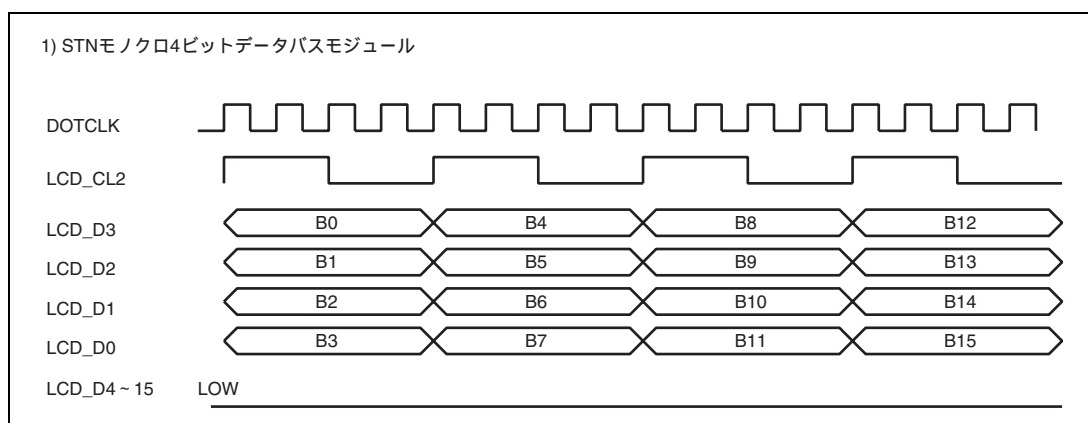 1) STNモノクロ4ビットデータバスモジュール
DOTCLK
LCD_CL2
LCD_D3 B0 B4 B8 B12
LCD_D2 B1 B5 B9 B13
LCD_D1 B2 B6 B10 B14
LCD_D0 B3 B7 B11 B15
LCD_D4~15 LOW